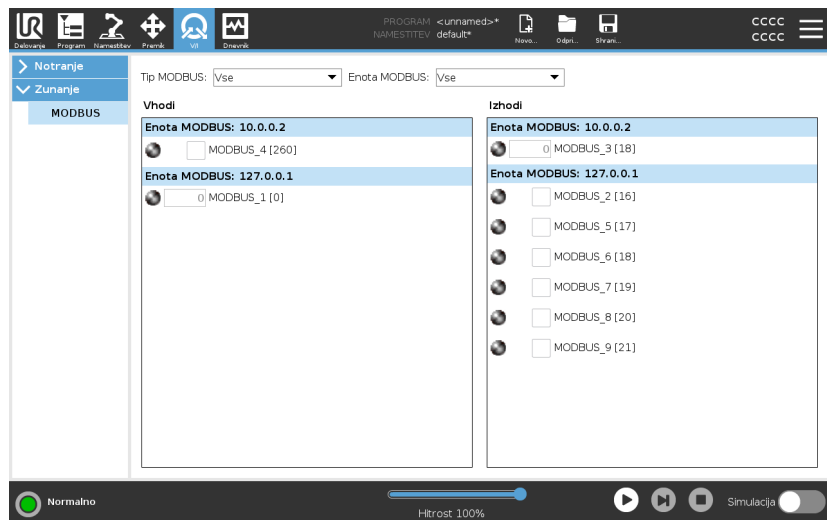 PROGRAM <unnamed>*
NAMESTITEV default*
CCCC
CCCC
Delovanje Program Namestitev Premik V/I Dnevnik Novo... Odpri... Shrani...
Notranje
Zunanje
MODBUS
Tip MODBUS: Vse Enota MODBUS: Vse
Vhodi
Enota MODBUS: 10.0.0.2
MODBUS_4 [260]
Enota MODBUS: 127.0.0.1
0 MODBUS_1 [0]
Izhodi
Enota MODBUS: 10.0.0.2
0 MODBUS_3 [18]
Enota MODBUS: 127.0.0.1
MODBUS_2 [16]
MODBUS_5 [17]
MODBUS_6 [18]
MODBUS_7 [19]
MODBUS_8 [20]
MODBUS_9 [21]
Normalno
Hitrost 100%
Simulacija